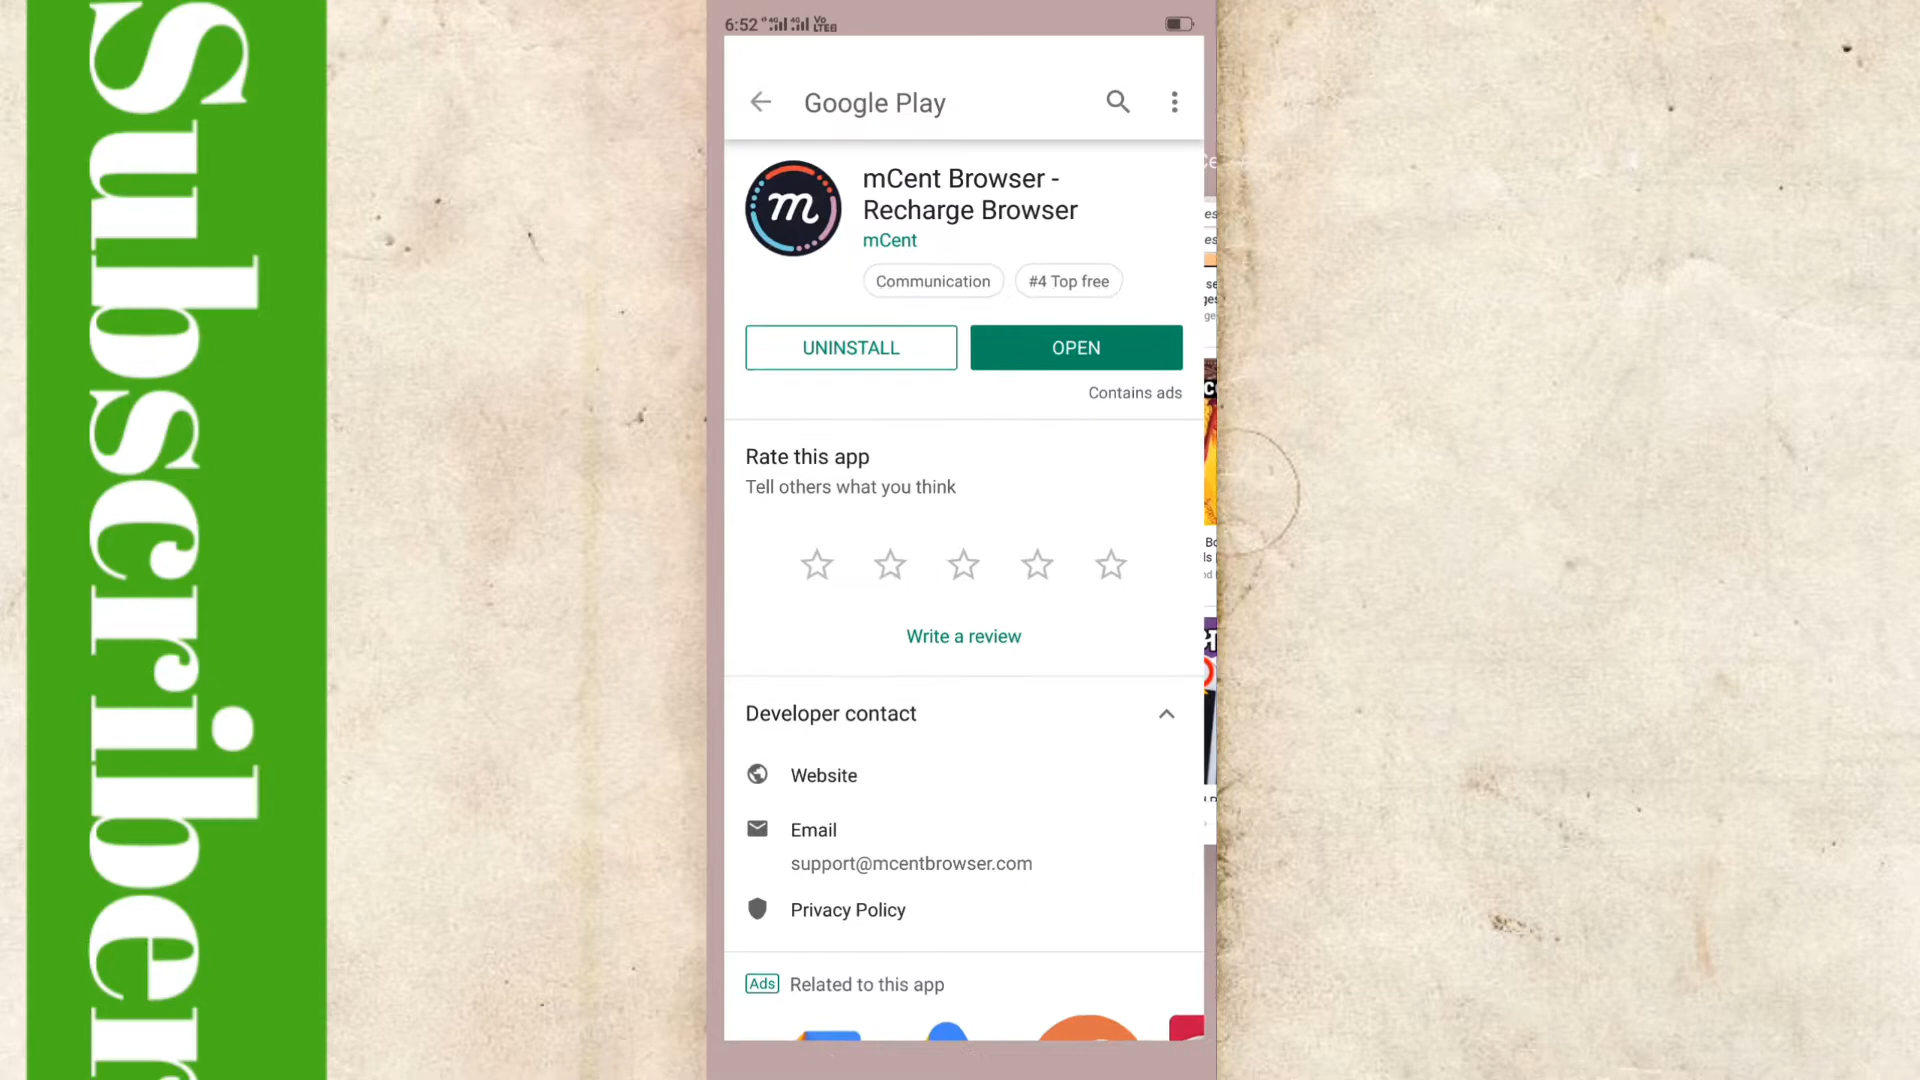 Subscriber
6:52
Google Play
mCent Browser -
Recharge Browser
mCent
Communication
#4 Top free
UNINSTALL
OPEN
Contains ads
Rate this app
Tell others what you think
Write a review
Developer contact
Website
Email
support@mcentbrowser.com
Privacy Policy
Ads Related to this app